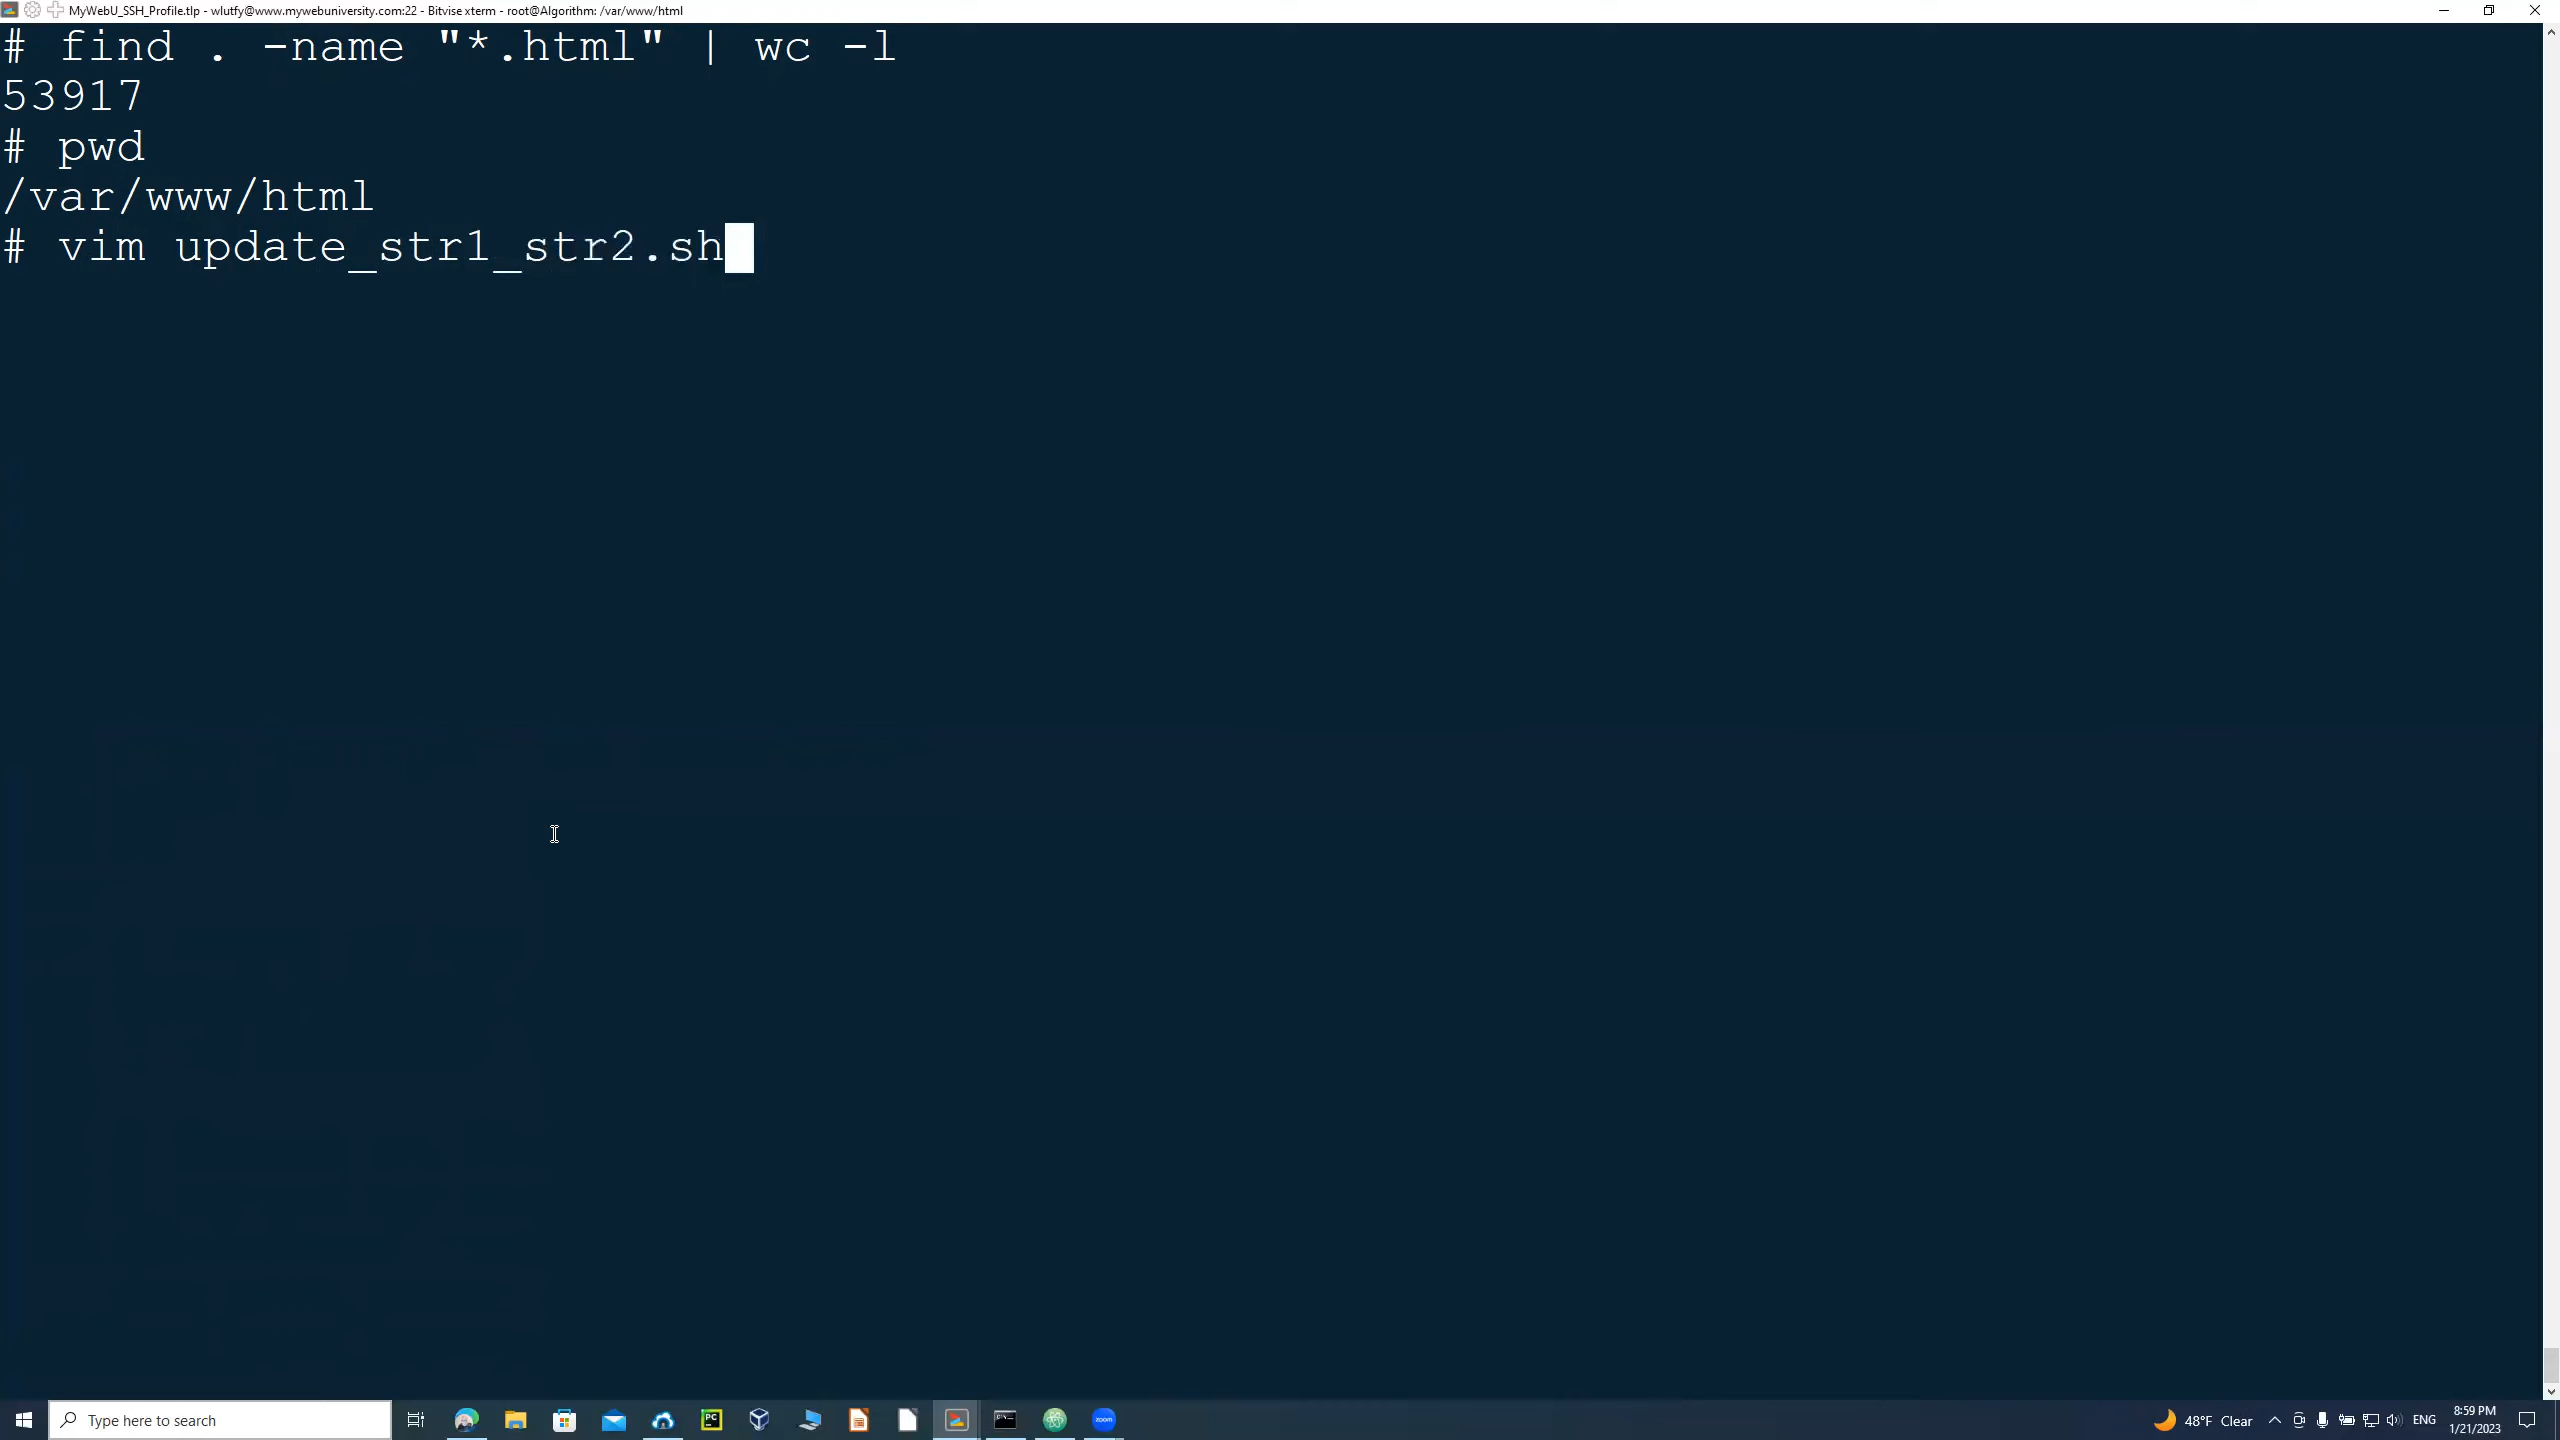 MyWebU_SSH_Profile.tlp - wlutfy@www.mywebuniversity.com:22 - Bitvise xterm - root@Algorithm: /var/www/html
# find . -name "*.html" | wc -l
53917
# pwd
/var/www/html
# vim update_str1_str2.sh
Type here to search
PC
zoom
48°F Clear
ENG
8:59 PM
1/21/2023